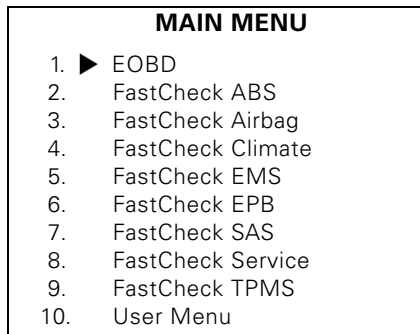 MAIN MENU
1. ▶ EOBD
2. FastCheck ABS
3. FastCheck Airbag
4. FastCheck Climate
5. FastCheck EMS
6. FastCheck EPB
7. FastCheck SAS
8. FastCheck Service
9. FastCheck TPMS
10. User Menu